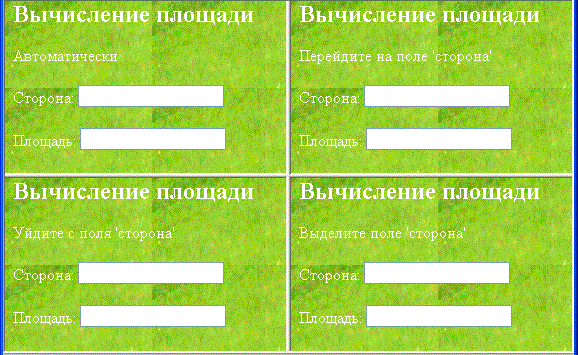 Вычисление площади
Автоматически
Сторона:
Площадь:
Вычисление площади
Перейдите на поле 'сторона'
Сторона:
Площадь:
Вычисление площади
Уйдите с поля 'сторона'
Сторона:
Площадь:
Вычисление площади
Выделите поле 'сторона'
Сторона:
Площадь: